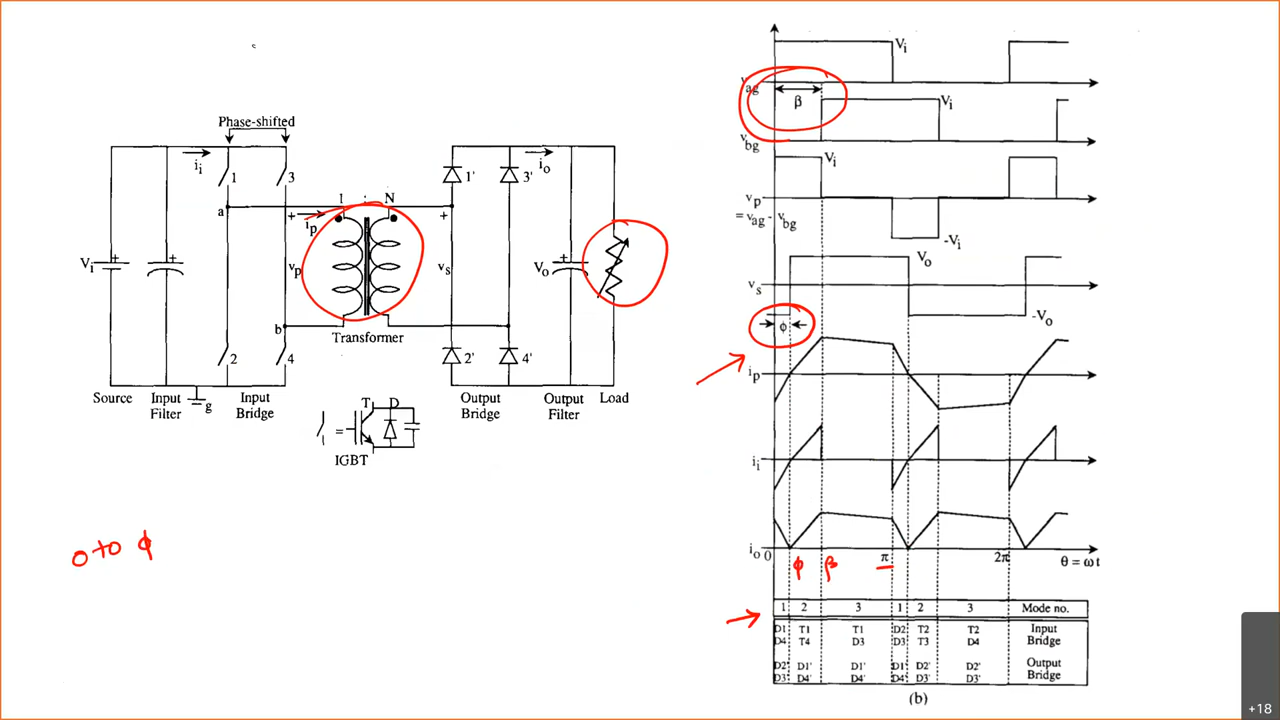 Phase-shifted
i_i
1
3
1'
3'
i_o
a
+
i_p
1
N
+
V_i
+
+
v_p
v_s
V_o
+
b
Transformer
2
4
2'
4'
g
Source
Input Filter
Input Bridge
Output Bridge
Output Filter
Load
=
T
D
IGBT
0 to ϕ
V_i
v_ag
β
V_i
v_bg
V_i
v_p
= v_ag - v_bg
-V_i
V_o
v_s
ϕ
-V_o
i_p
i_i
i_o
0
π
2π
θ = ω t
ϕ β
1 2 3 1 2 3 Mode no.
D1 T1 T1 D2 T2 T2 Input
D4 T4 D3 D3 T3 D4 Bridge
D2' D1' D1' D1' D2' D2' Output
D3' D4' D4' D4' D3' D3' Bridge
(b)
+18